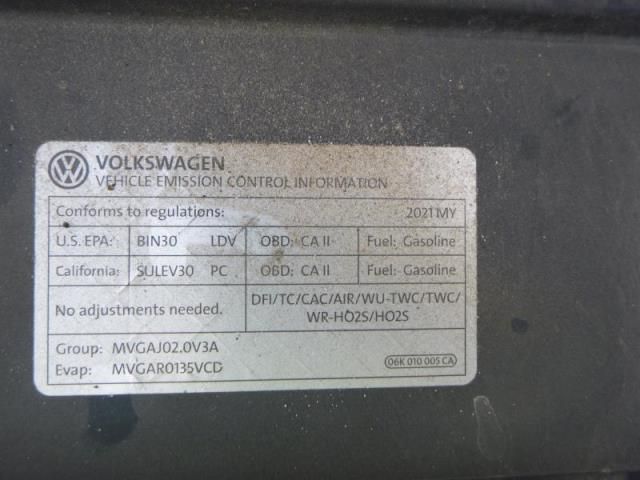 VOLKSWAGEN
VEHICLE EMISSION CONTROL INFORMATION
Conforms to regulations: 2021 MY
U.S. EPA: BIN30 LDV OBD: CA II Fuel: Gasoline
California: SULEV30 PC OBD: CA II Fuel: Gasoline
No adjustments needed.
DFI/TC/CAC/AIR/WU-TWC/TWC/
WR-HO2S/HO2S
Group: MVGAJ02.0V3A
Evap: MVGAR0135VCD
06K 010 005 CA